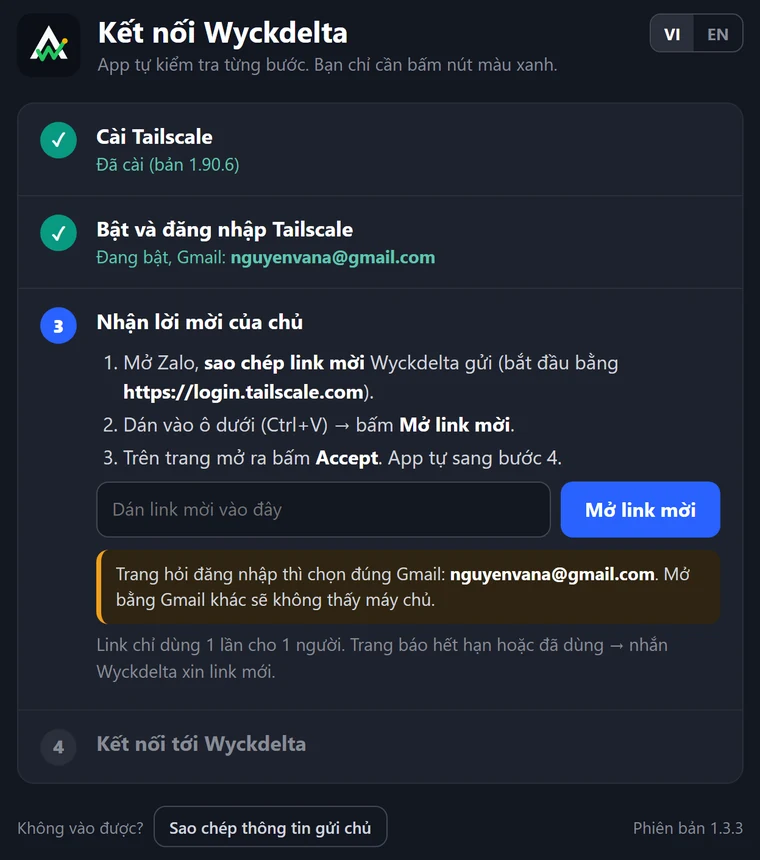 Kết nối Wyckdelta
App tự kiểm tra từng bước. Bạn chỉ cần bấm nút màu xanh.
VI EN
Cài Tailscale
Đã cài (bản 1.90.6)
Bật và đăng nhập Tailscale
Đang bật, Gmail: nguyenvana@gmail.com
3
Nhận lời mời của chủ
1. Mở Zalo, sao chép link mời Wyckdelta gửi (bắt đầu bằng
https://login.tailscale.com).
2. Dán vào ô dưới (Ctrl+V) → bấm Mở link mời.
3. Trên trang mở ra bấm Accept. App tự sang bước 4.
Dán link mời vào đây
Mở link mời
Trang hỏi đăng nhập thì chọn đúng Gmail: nguyenvana@gmail.com. Mở
bằng Gmail khác sẽ không thấy máy chủ.
Link chỉ dùng 1 lần cho 1 người. Trang báo hết hạn hoặc đã dùng → nhắn
Wyckdelta xin link mới.
4
Kết nối tới Wyckdelta
Không vào được?
Sao chép thông tin gửi chủ
Phiên bản 1.3.3